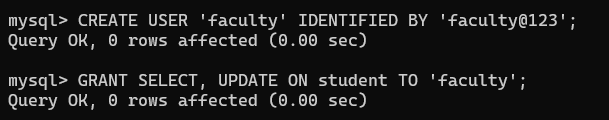 mysql> CREATE USER 'faculty' IDENTIFIED BY 'faculty@123';
Query OK, 0 rows affected (0.00 sec)
mysql> GRANT SELECT, UPDATE ON student TO 'faculty';
Query OK, 0 rows affected (0.00 sec)